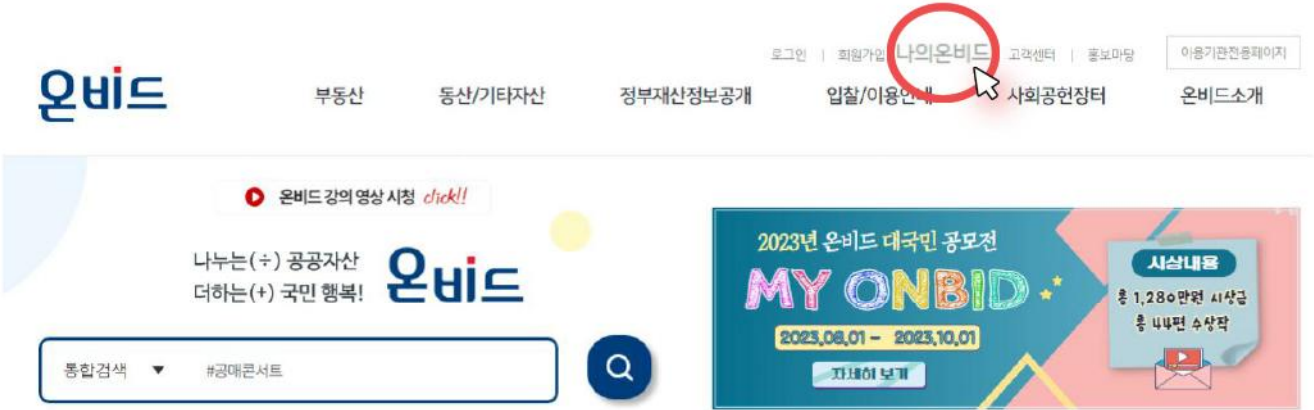 로그인 | 회원가입 나의온비드 고객센터 | 홍보마당 이용기관전용페이지
온비드 부동산 동산/기타자산 정부재산정보공개 입찰/이용안내 사회공헌장터 온비드소개
온비드 강의 영상 시청 click!!
나누는(÷) 공공자산
더하는(+) 국민 행복!
온비드
통합검색 ▼ #공매콘서트
2023년 온비드 대국민 공모전
MY ONBID
2023.08.01 - 2023.10.01
자세히 보기
시상내용
총 1,280만원 시상금
총 44편 수상작